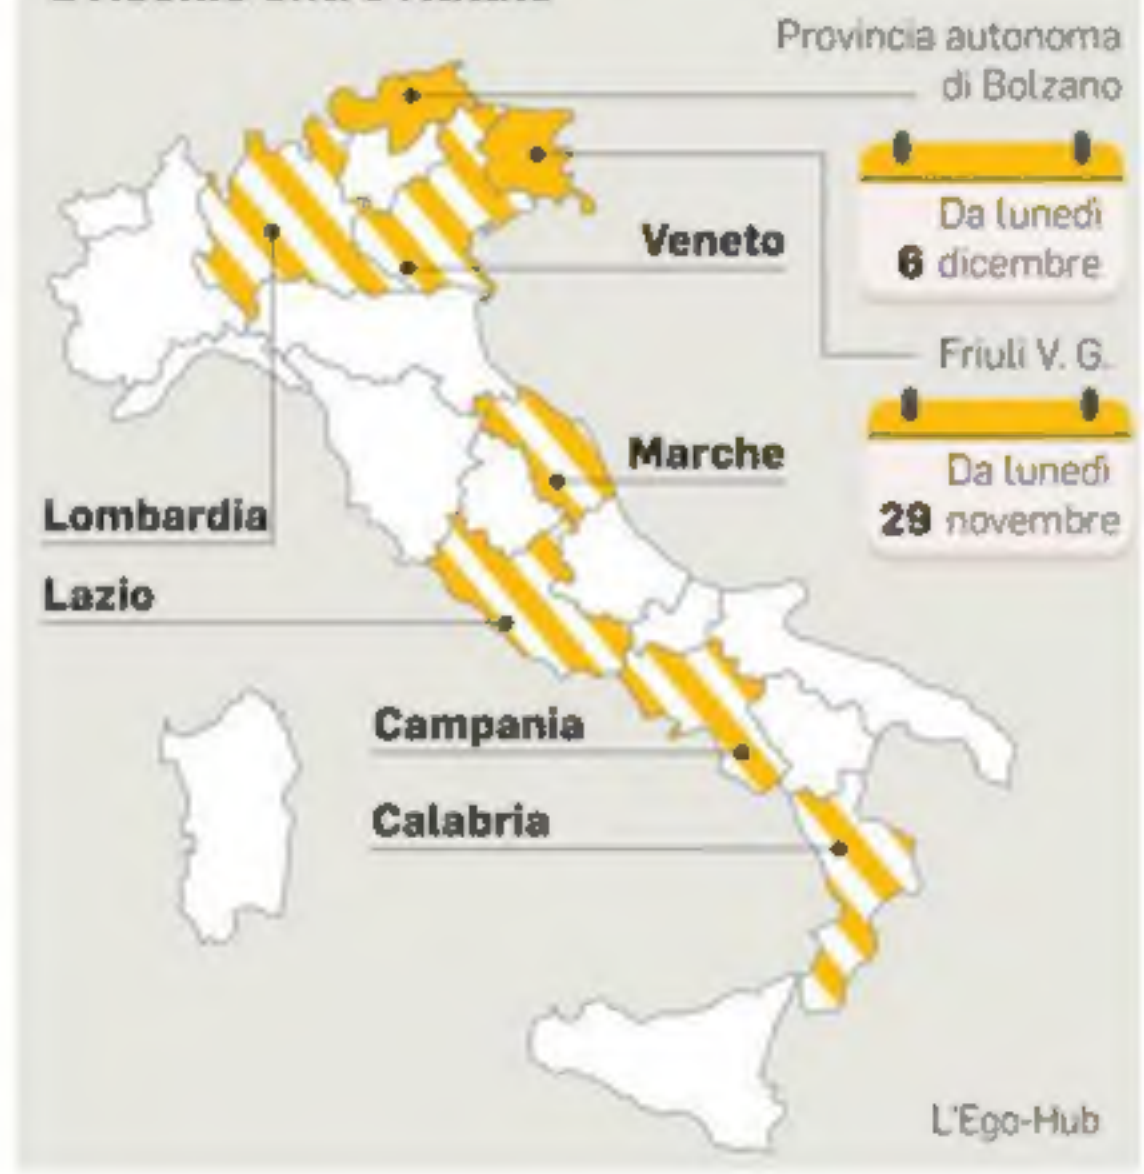 Provincia autonoma
di Bolzano
Da lunedì
6 dicembre
Veneto
Friuli V. G.
Da lunedì
29 novembre
Marche
Lombardia
Lazio
Campania
Calabria
L'Ego-Hub